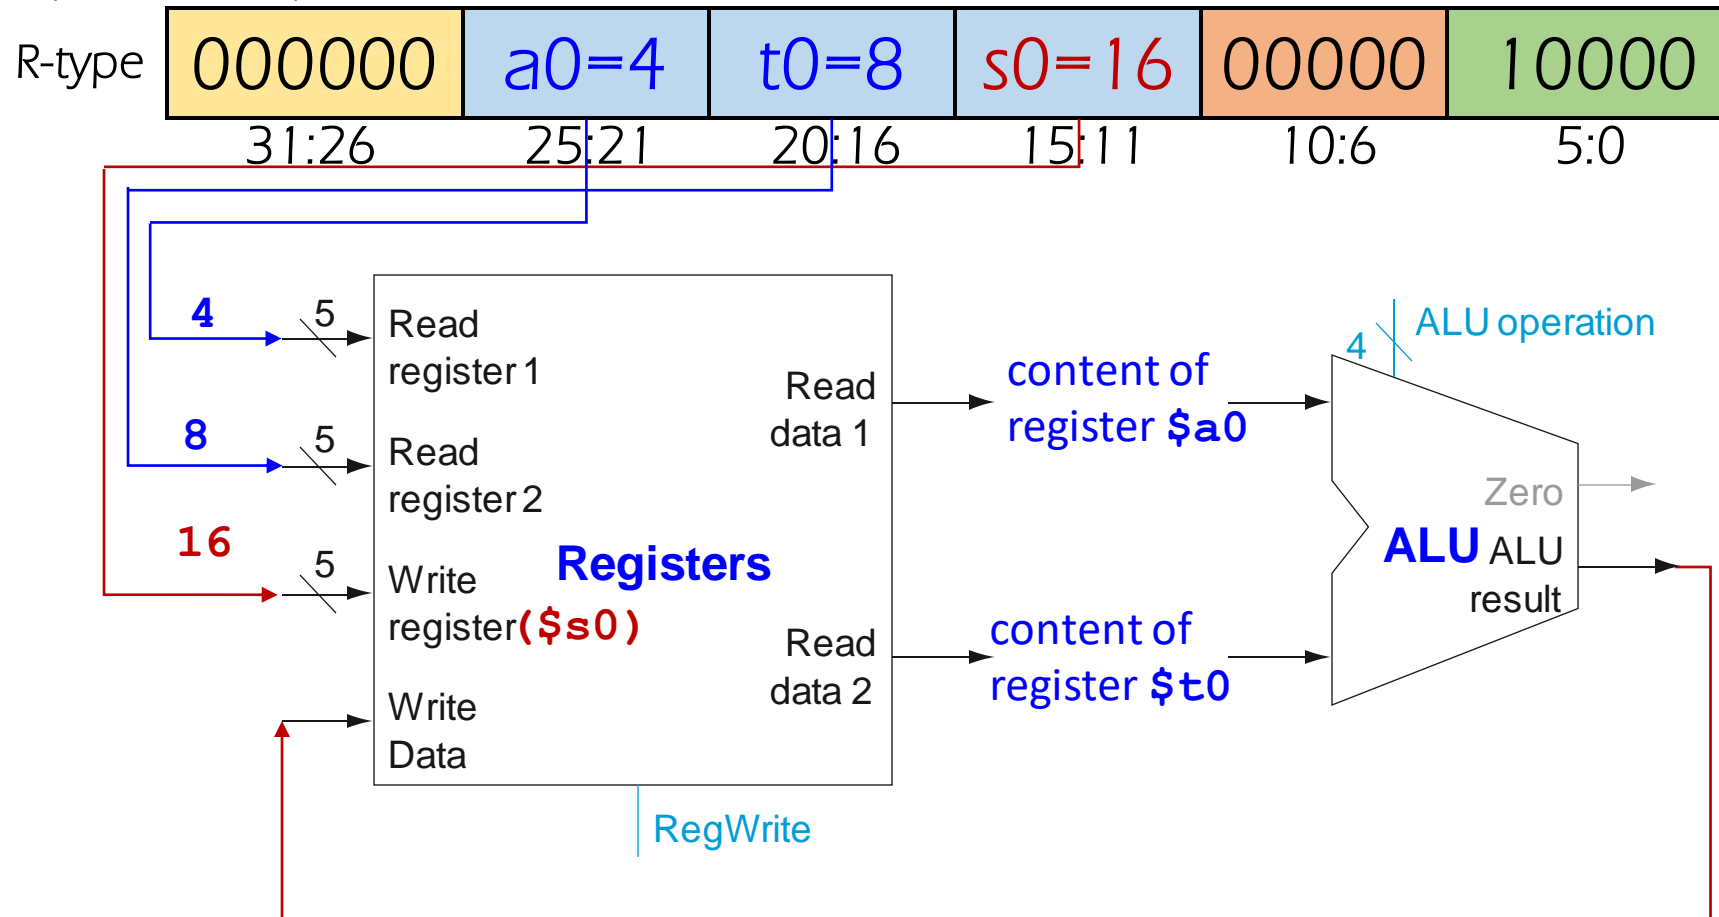 R-type 000000 a0=4 t0=8 s0=16 00000 10000
31:26 25:21 20:16 15:11 10:6 5:0
4 5 Read
register 1
8 5 Read
register 2
16 5 Write
register ($s0)
Write
Data
Registers
Read
data 1
Read
data 2
RegWrite
content of
register $a0
content of
register $t0
4 ALU operation
Zero
ALU ALU
result